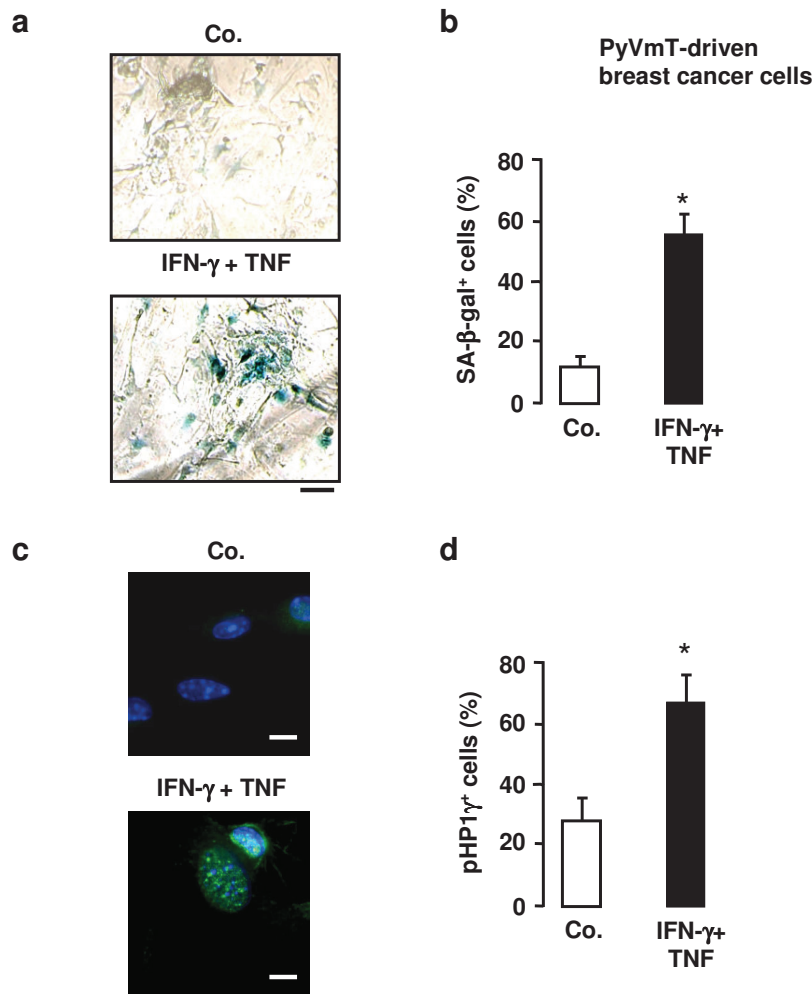 a
Co.
IFN-γ + TNF
b
PyVmT-driven
breast cancer cells
SA-β-gal⁺ cells (%)
80
60
40
20
0
*
Co.
IFN-γ+
TNF
c
Co.
IFN-γ + TNF
d
pHP1γ⁺ cells (%)
80
60
40
20
0
*
Co.
IFN-γ+
TNF